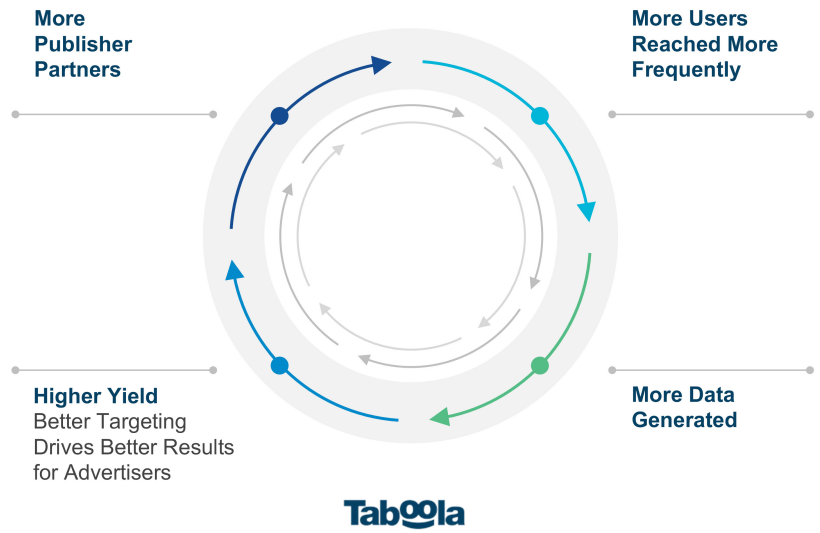 More
Publisher
Partners
More Users
Reached More
Frequently
Higher Yield
Better Targeting
Drives Better Results
for Advertisers
More Data
Generated
Taboola